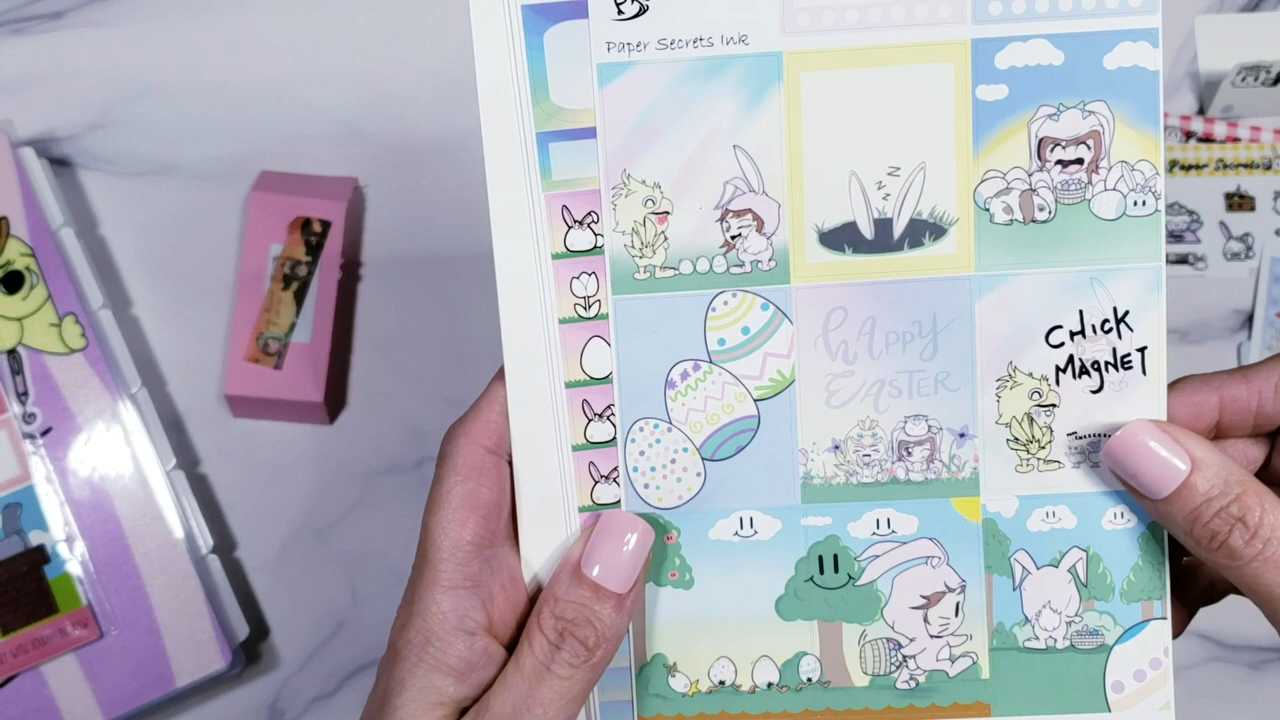 Paper Secrets Ink
z z z
happy
Easter
CHICK
MAGNET
Paper Secrets